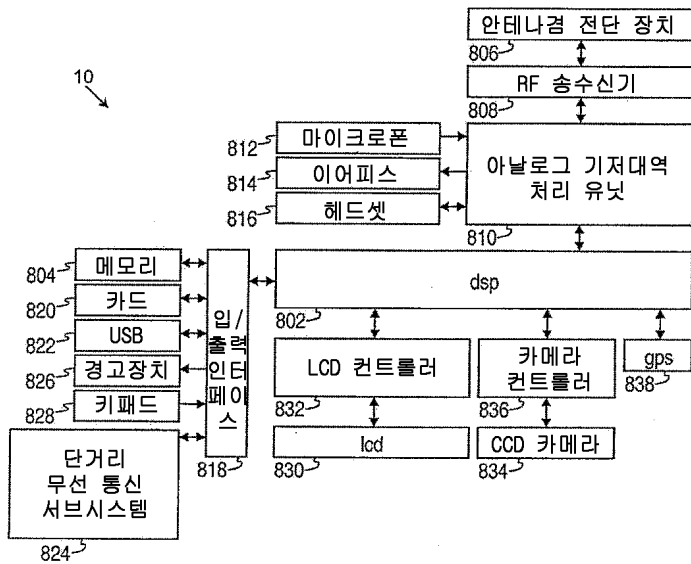 안테나겸 전단 장치
806
10
RF 송수신기
808
812
마이크로폰
814
이어피스
816
헤드셋
아날로그 기저대역
처리 유닛
810
804
메모리
820
카드
822
USB
826
경고장치
828
키패드
단거리
무선 통신
서브시스템
824
입/
출력
인터
페이
스
818
dsp
802
LCD 컨트롤러
832
lcd
830
카메라
컨트롤러
836
CCD 카메라
834
gps
838